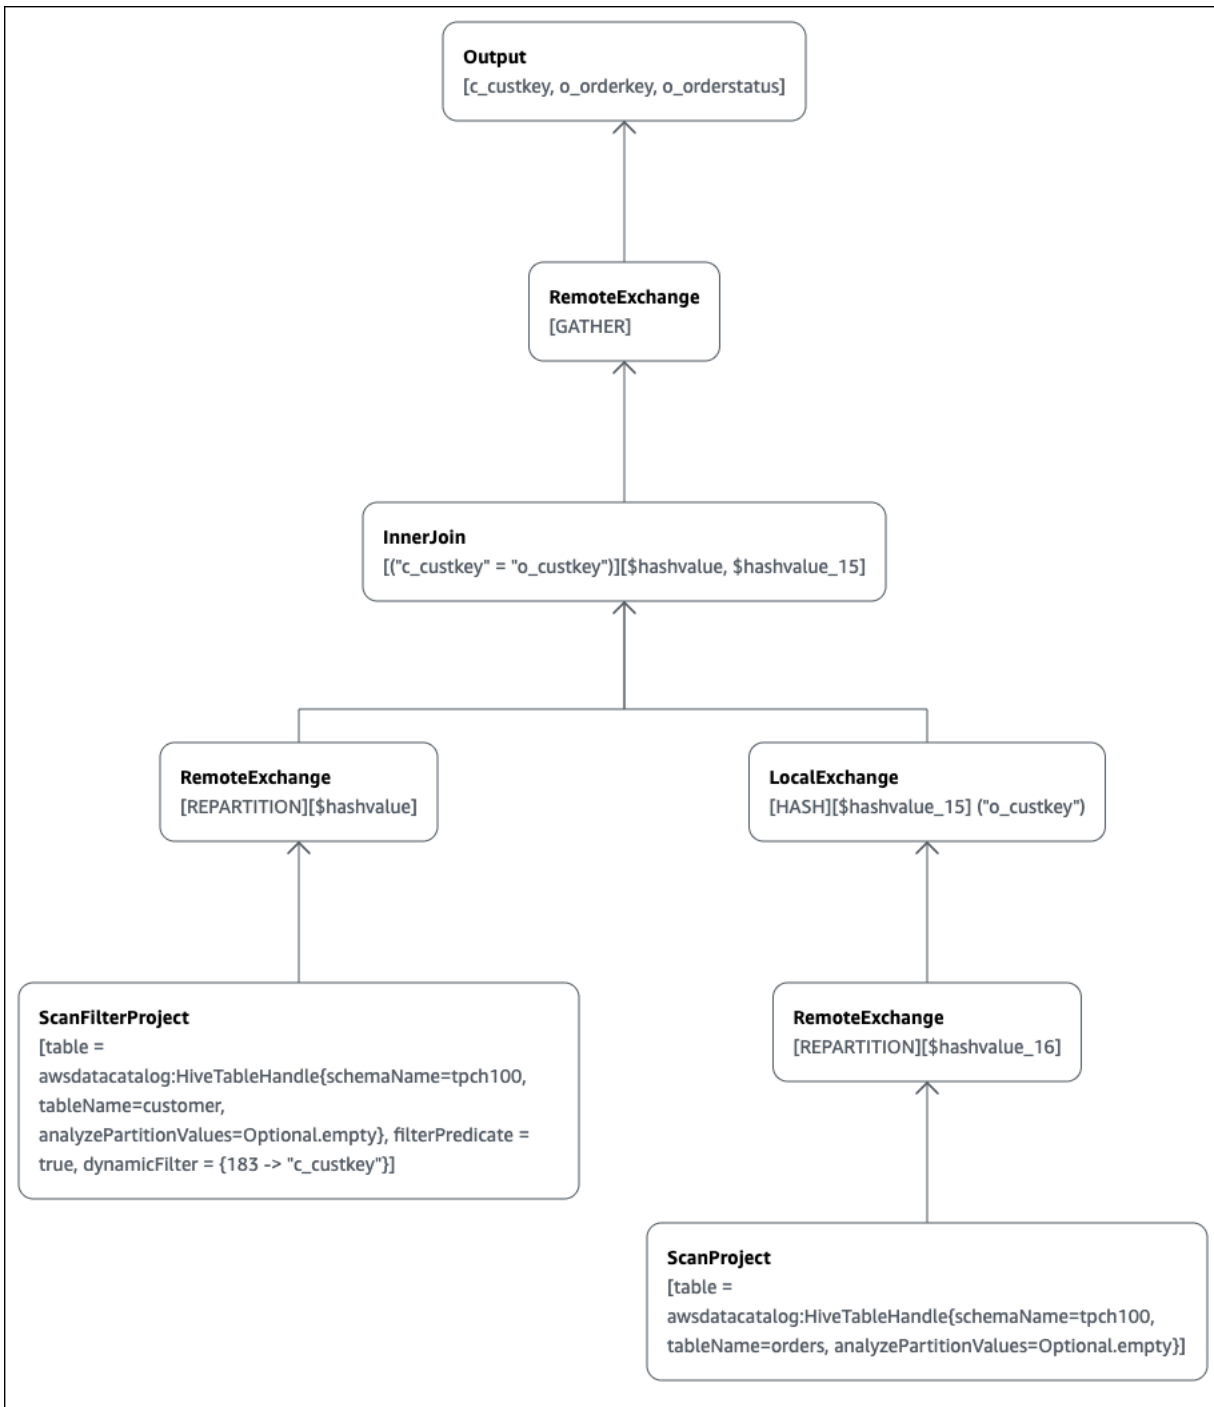 Output
[c_custkey, o_orderkey, o_orderstatus]
RemoteExchange
[GATHER]
InnerJoin
[("c_custkey" = "o_custkey")][$hashvalue, $hashvalue_15]
RemoteExchange
[REPARTITION][$hashvalue]
LocalExchange
[HASH][$hashvalue_15] ("o_custkey")
ScanFilterProject
[table =
awsdatacatalog:HiveTableHandle{schemaName=tpch100,
tableName=customer,
analyzePartitionValues=Optional.empty}, filterPredicate =
true, dynamicFilter = {183 -> "c_custkey"}]
RemoteExchange
[REPARTITION][$hashvalue_16]
ScanProject
[table =
awsdatacatalog:HiveTableHandle{schemaName=tpch100,
tableName=orders, analyzePartitionValues=Optional.empty}]